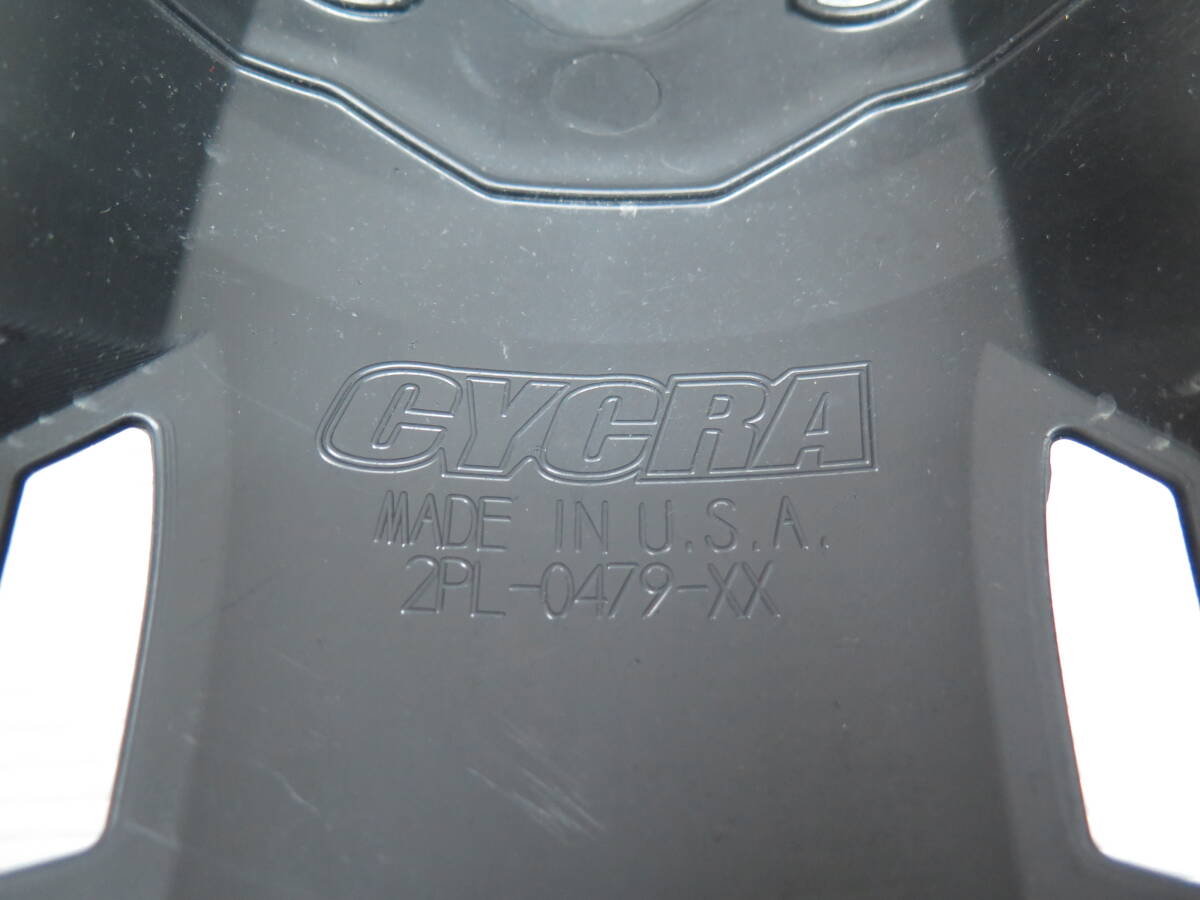 CYCRA
MADE IN U.S.A.
2PL-0479-XX